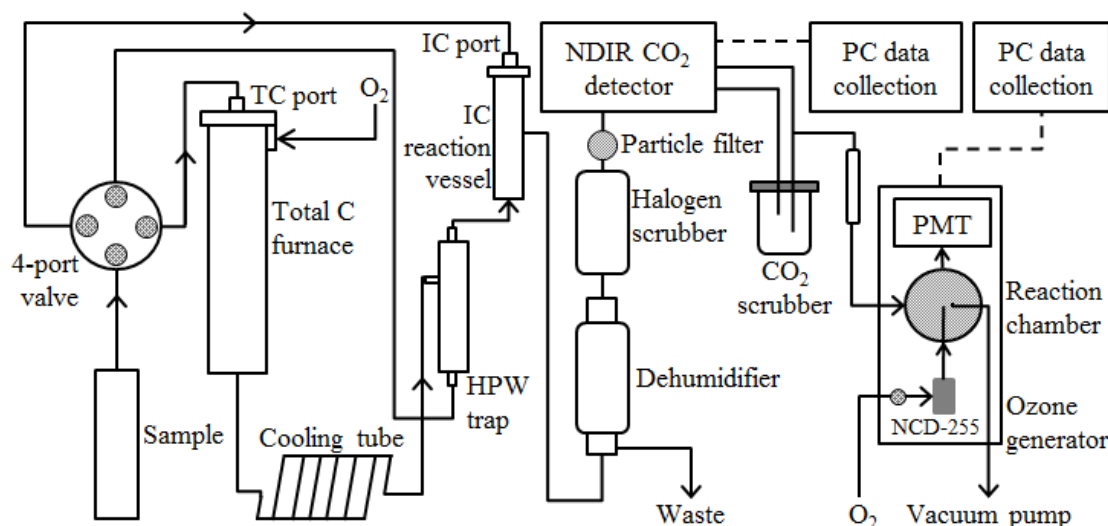 IC port
NDIR CO₂
detector
PC data
collection
PC data
collection
TC port
O₂
IC
reaction
vessel
Particle filter
Halogen
scrubber
Total C
furnace
4-port
valve
PMT
CO₂
scrubber
Reaction
chamber
HPW
trap
Dehumidifier
Sample
Cooling tube
NCD-255
Ozone
generator
Waste
O₂
Vacuum pump